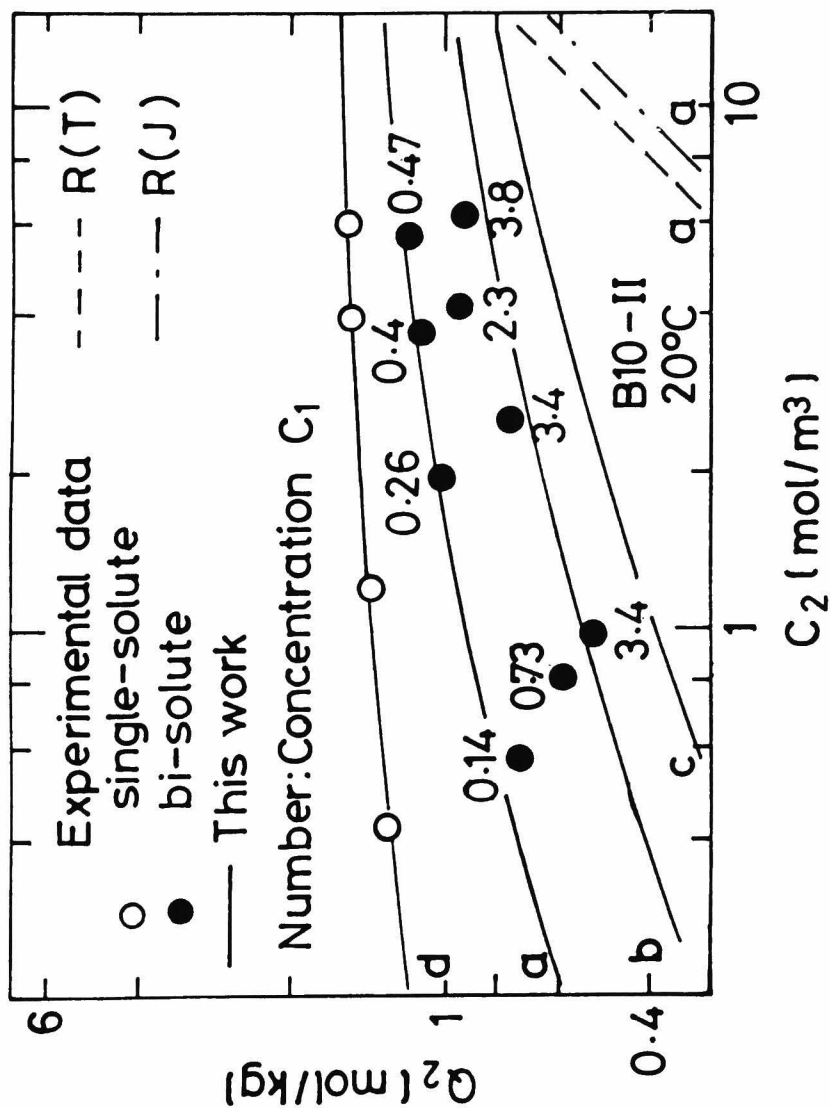 Experimental data
single-solute
bi-solute
This work
R(T)
R(J)
Number:Concentration C₁
6
1
0.4
Q₂ (mol/kg)
d
a
b
c
0.14
0.73
3.4
0.26
3.4
0.4
2.3
0.47
3.8
B10-II
20°C
a
a
1
10
C₂ (mol/m³)